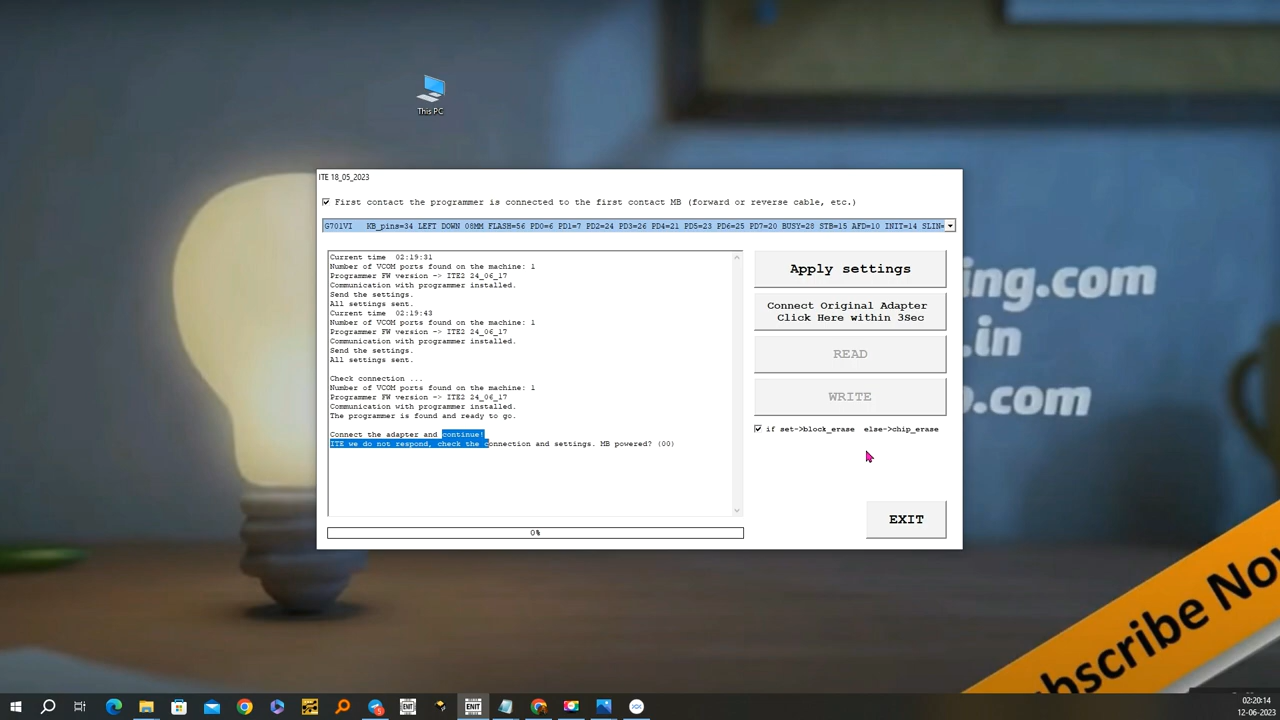 This PC
ITE 18_05_2023
First contact the programmer is connected to the first contact MB (forward or reverse cable, etc.)
G701VI KB_pins=34 LEFT DOWN 08MM FLASH=56 PD0=6 PD1=7 PD2=24 PD3=26 PD4=21 PD5=23 PD6=25 PD7=20 BUSY=28 STB=15 AFD=10 INIT=14 SLIN=
Current time 02:19:31
Number of VCOM ports found on the machine: 1
Programmer FW version -> ITE2 24_06_17
Communication with programmer installed.
Send the settings.
All settings sent.
Current time 02:19:43
Number of VCOM ports found on the machine: 1
Programmer FW version -> ITE2 24_06_17
Communication with programmer installed.
Send the settings.
All settings sent.
Check connection ...
Number of VCOM ports found on the machine: 1
Programmer FW version -> ITE2 24_06_17
Communication with programmer installed.
The programmer is found and ready to go.
Connect the adapter and continue!
ITE we do not respond, check the connection and settings. MB powered? (00)
0%
Apply settings
Connect Original Adapter
Click Here within 3Sec
READ
WRITE
if set->block_erase else->chip_erase
EXIT
ing.com
.in
o.com
ubscribe No
02:20:14
12-06-2023